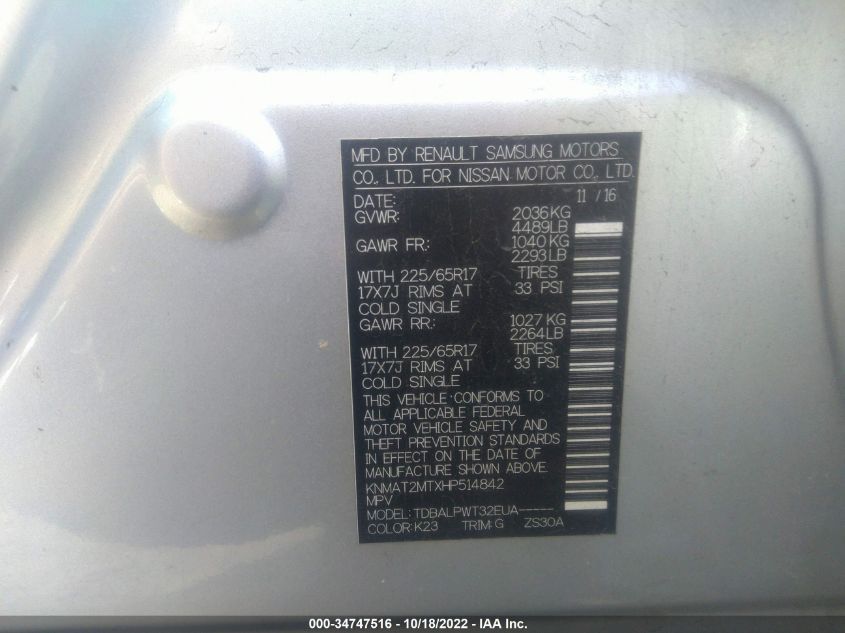 MFD BY RENAULT SAMSUNG MOTORS
CO., LTD. FOR NISSAN MOTOR CO., LTD.
DATE: 11 / 16
GVWR: 2036KG
4489LB
GAWR FR: 1040KG
2293LB
WITH 225/65R17 TIRES
17X7J RIMS AT 33 PSI
COLD SINGLE
GAWR RR: 1027KG
2264LB
WITH 225/65R17 TIRES
17X7J RIMS AT 33 PSI
COLD SINGLE
THIS VEHICLE CONFORMS TO
ALL APPLICABLE FEDERAL
MOTOR VEHICLE SAFETY AND
THEFT PREVENTION STANDARDS
IN EFFECT ON THE DATE OF
MANUFACTURE SHOWN ABOVE.
KNMAT2MTXHP514842
MPV
MODEL: TDBALPWT32EUA-----
COLOR:K23 TRIM:G ZS30A
000-34747516 - 10/18/2022 - IAA Inc.